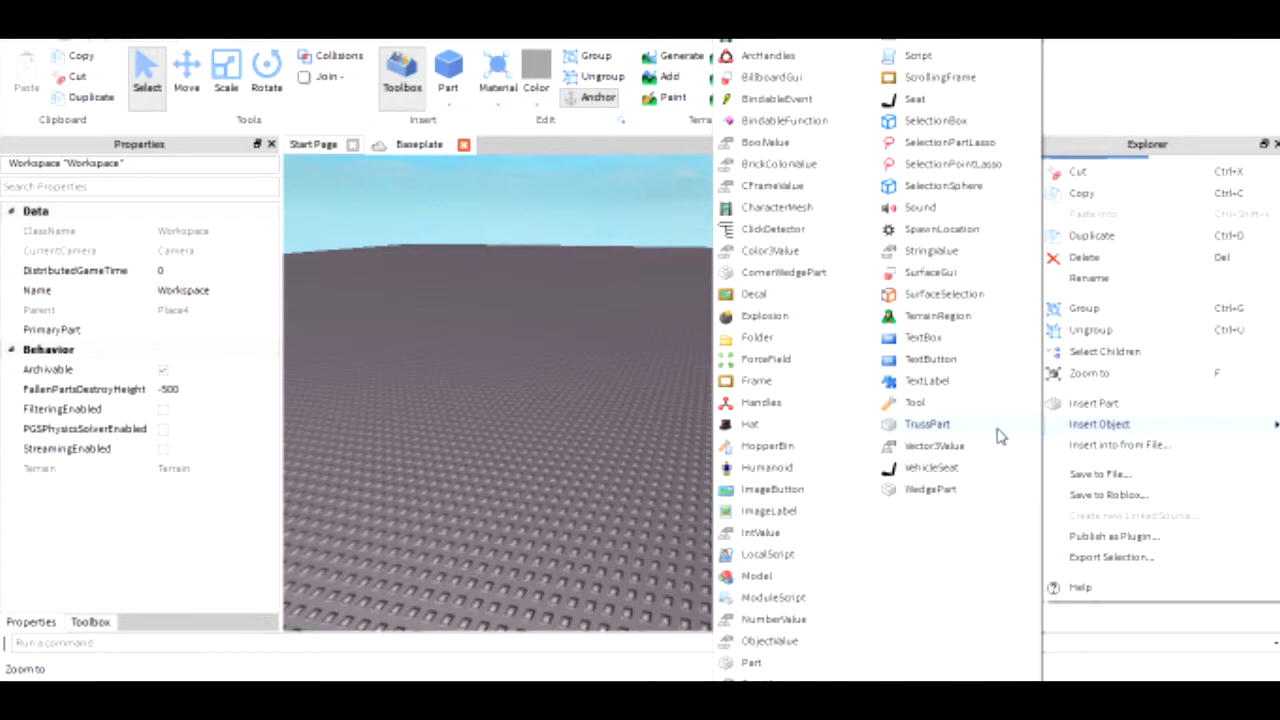 Copy
Cut
Paste
Duplicate
Clipboard
Select
Move
Scale
Rotate
Collisions
Join
Tools
Toolbox
Part
Insert
Material
Color
Group
Ungroup
Anchor
Edit
Generate
Add
Paint
Terra
Properties
Workspace "Workspace"
Search Properties
Data
ClassName Workspace
CurrentCamera Camera
DistributedGameTime 0
Name Workspace
Parent Place4
PrimaryPart
Behavior
Archivable
FallenPartsDestroyHeight -500
FilteringEnabled
PGSPhysicsSolverEnabled
StreamingEnabled
Terrain Terrain
Properties Toolbox
Run a command
Zoom to
Start Page
Baseplate
ArcHandles
BillboardGui
BindableEvent
BindableFunction
BoolValue
BrickColorValue
CFrameValue
CharacterMesh
ClickDetector
Color3Value
CornerWedgePart
Decal
Explosion
Folder
ForceField
Frame
Handles
Hat
HopperBin
Humanoid
ImageButton
ImageLabel
IntValue
LocalScript
Model
ModuleScript
NumberValue
ObjectValue
Part
Script
ScrollingFrame
Seat
SelectionBox
SelectionPartLasso
SelectionPointLasso
SelectionSphere
Sound
SpawnLocation
StringValue
SurfaceGui
SurfaceSelection
TerrainRegion
TextBox
TextButton
TextLabel
Tool
TrussPart
Vector3Value
VehicleSeat
WedgePart
Explorer
Cut Ctrl+X
Copy Ctrl+C
Paste Into Ctrl+Shift+
Duplicate Ctrl+D
Delete Del
Rename
Group Ctrl+G
Ungroup Ctrl+U
Select Children
Zoom to F
Insert Part
Insert Object
Insert into from File...
Save to File...
Save to Roblox...
Create new LinkedSource...
Publish as Plugin...
Export Selection...
Help